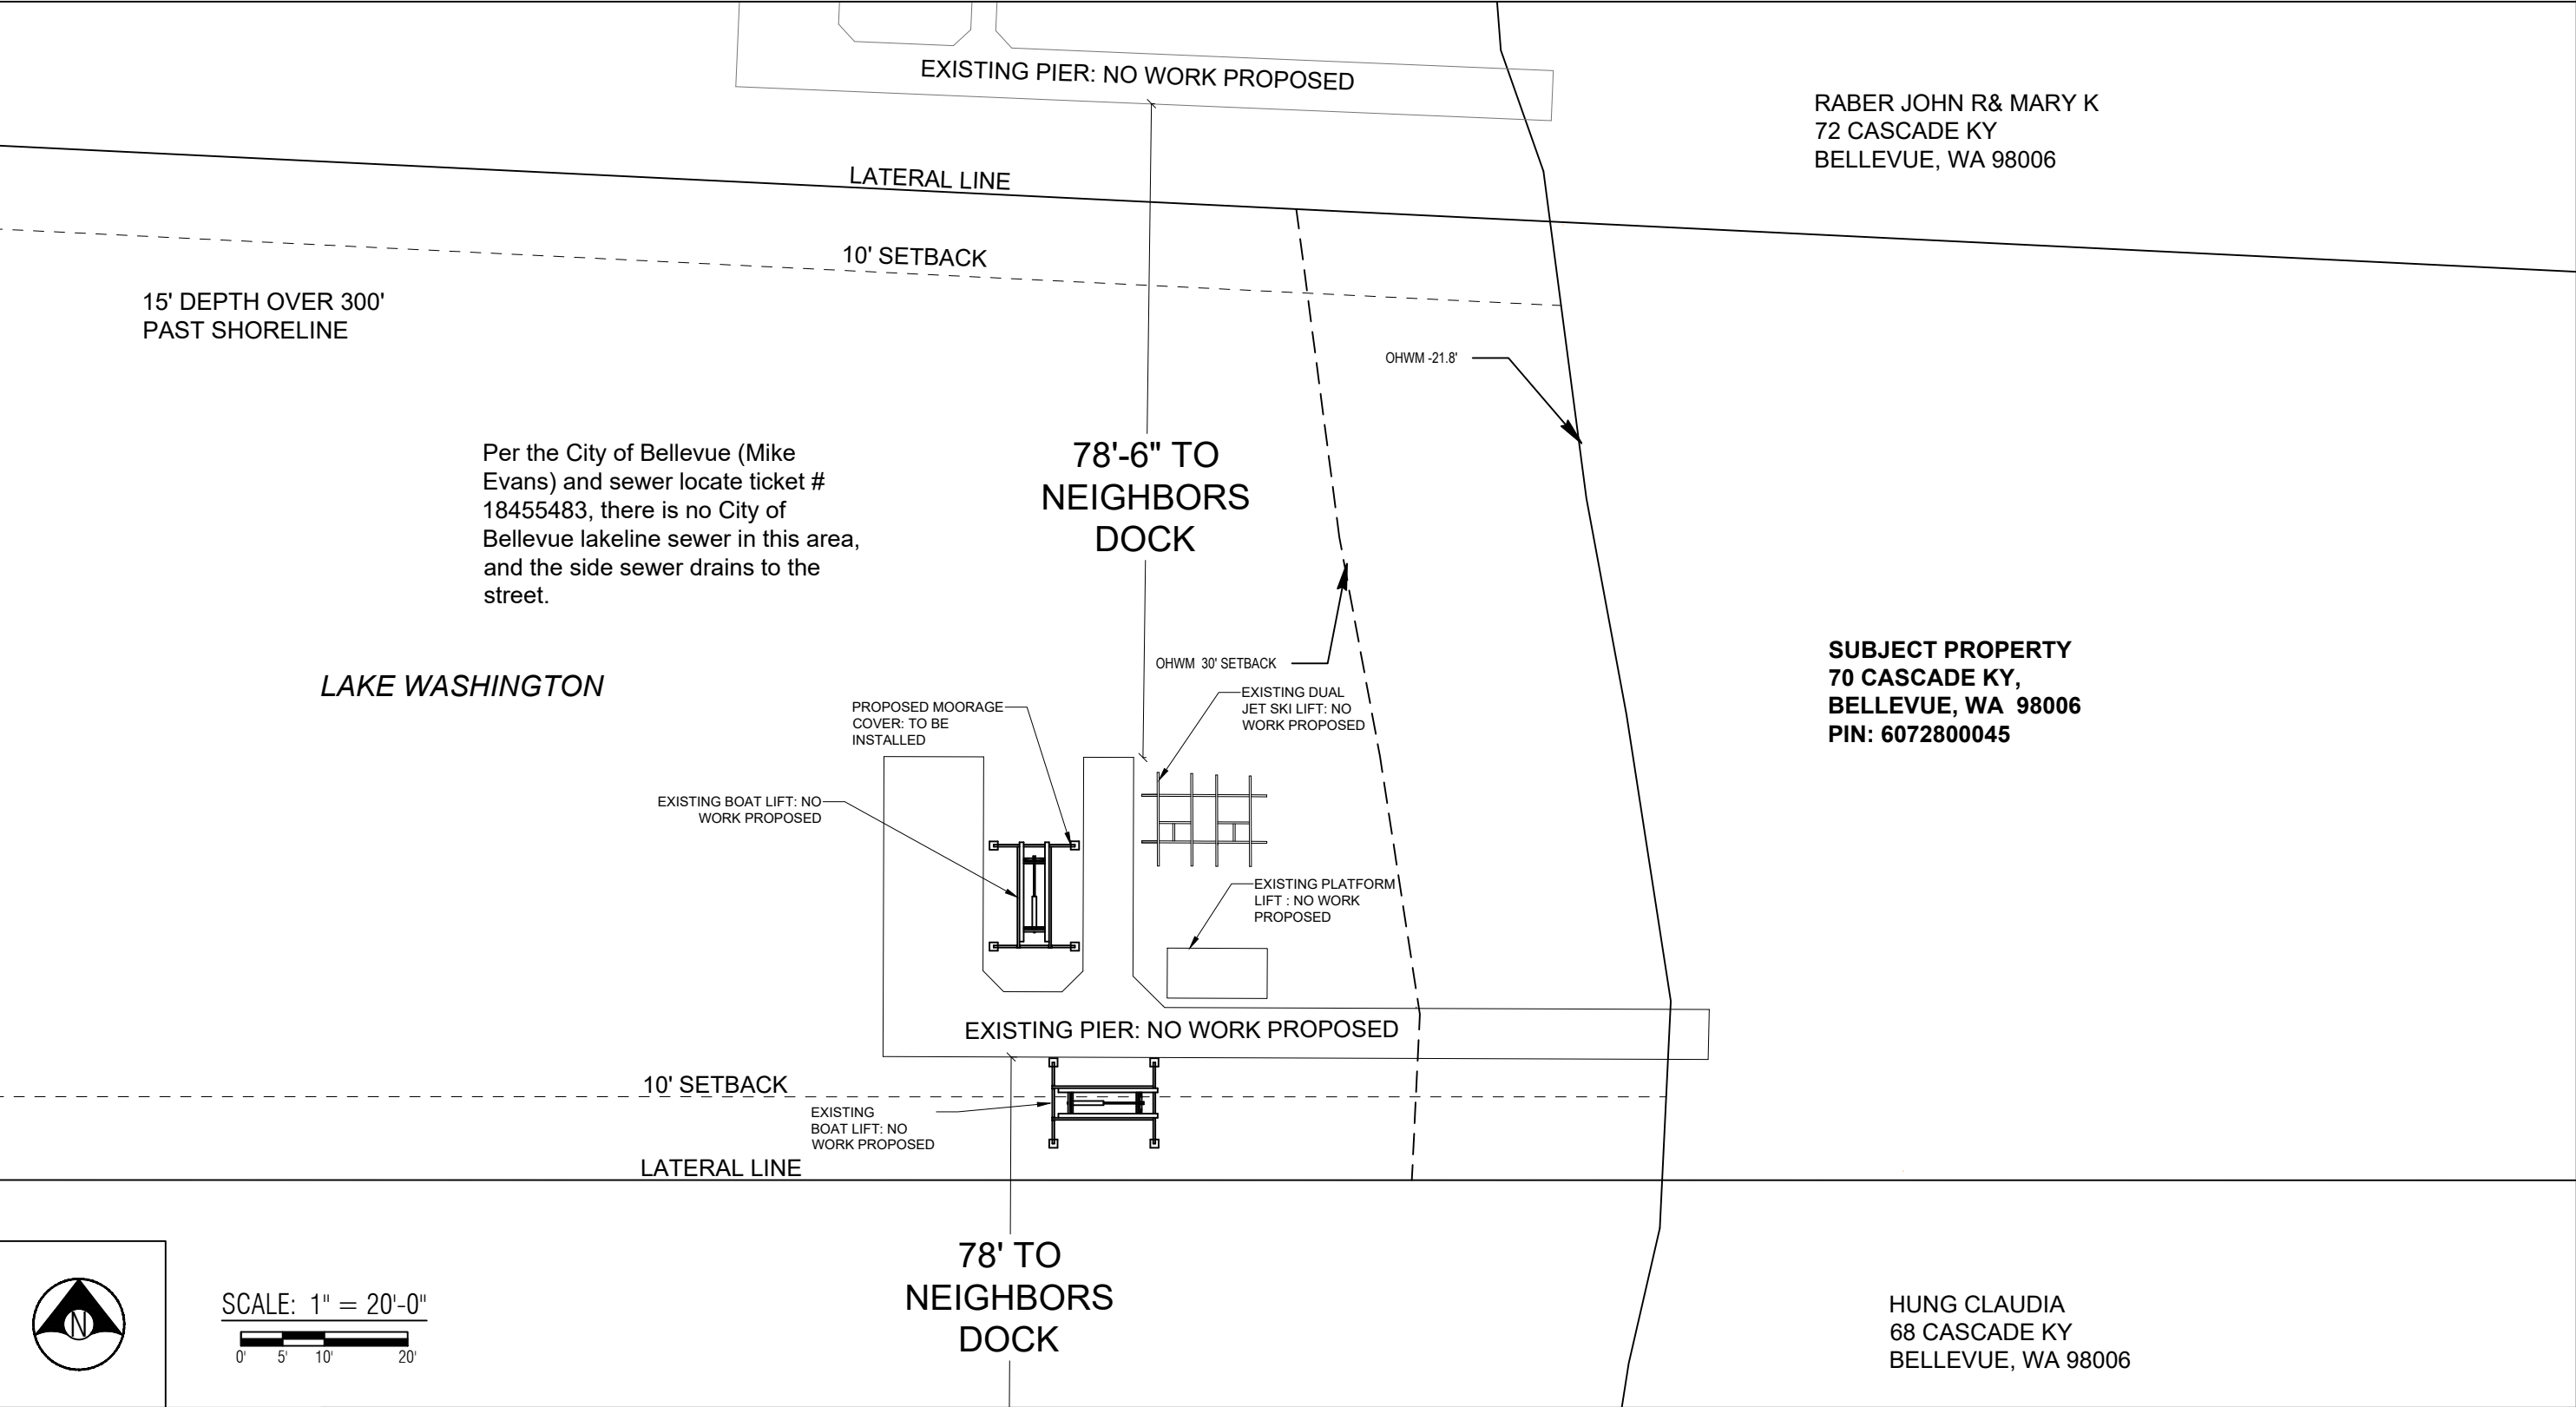 EXISTING PIER: NO WORK PROPOSED
RABER JOHN R& MARY K
72 CASCADE KY
BELLEVUE, WA 98006
LATERAL LINE
10' SETBACK
15' DEPTH OVER 300'
PAST SHORELINE
OHWM -21.8'
Per the City of Bellevue (Mike
Evans) and sewer locate ticket #
18455483, there is no City of
Bellevue lakeline sewer in this area,
and the side sewer drains to the
street.
78'-6" TO
NEIGHBORS
DOCK
OHWM 30' SETBACK
LAKE WASHINGTON
SUBJECT PROPERTY
70 CASCADE KY,
BELLEVUE, WA 98006
PIN: 6072800045
PROPOSED MOORAGE
COVER: TO BE
INSTALLED
EXISTING DUAL
JET SKI LIFT: NO
WORK PROPOSED
EXISTING BOAT LIFT: NO
WORK PROPOSED
EXISTING PLATFORM
LIFT : NO WORK
PROPOSED
EXISTING PIER: NO WORK PROPOSED
10' SETBACK
EXISTING
BOAT LIFT: NO
WORK PROPOSED
LATERAL LINE
78' TO
NEIGHBORS
DOCK
N
SCALE: 1" = 20'-0"
0' 5' 10' 20'
HUNG CLAUDIA
68 CASCADE KY
BELLEVUE, WA 98006